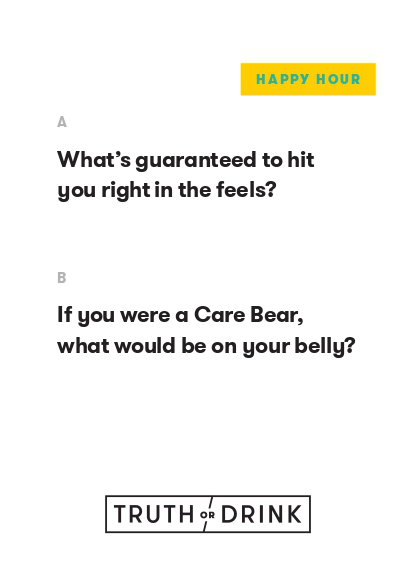 HAPPY HOUR
A
What's guaranteed to hit
you right in the feels?
B
If you were a Care Bear,
what would be on your belly?
TRUTH OR DRINK